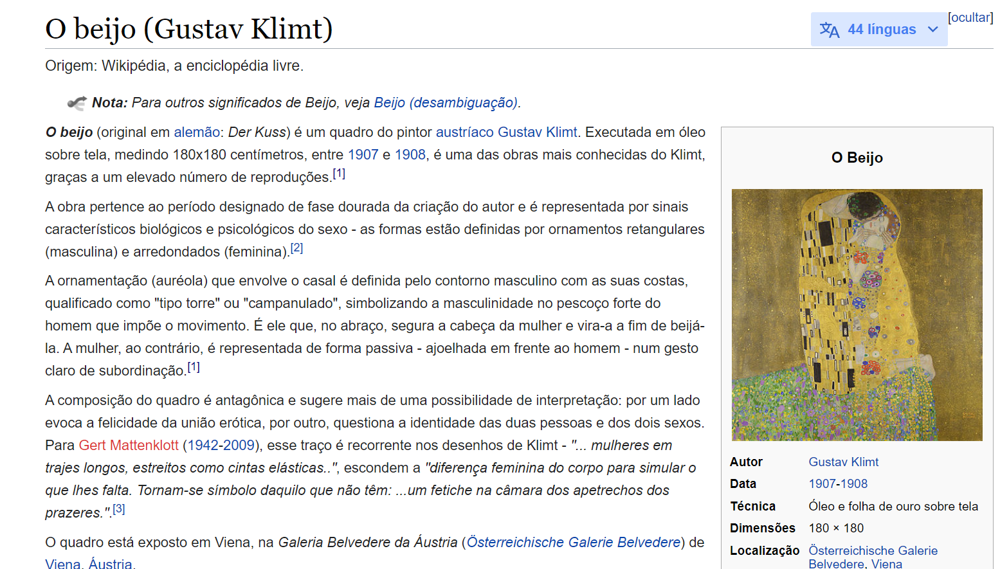 O beijo (Gustav Klimt)
44 línguas
[ocultar]
Origem: Wikipédia, a enciclopédia livre.
Nota: Para outros significados de Beijo, veja Beijo (desambiguação).
O beijo (original em alemão: Der Kuss) é um quadro do pintor austríaco Gustav Klimt. Executada em óleo
sobre tela, medindo 180x180 centímetros, entre 1907 e 1908, é uma das obras mais conhecidas do Klimt,
graças a um elevado número de reproduções.[1]
A obra pertence ao período designado de fase dourada da criação do autor e é representada por sinais
característicos biológicos e psicológicos do sexo - as formas estão definidas por ornamentos retangulares
(masculina) e arredondados (feminina).[2]
A ornamentação (auréola) que envolve o casal é definida pelo contorno masculino com as suas costas,
qualificado como "tipo torre" ou "campanulado", simbolizando a masculinidade no pescoço forte do
homem que impõe o movimento. É ele que, no abraço, segura a cabeça da mulher e vira-a a fim de beijá-
la. A mulher, ao contrário, é representada de forma passiva - ajoelhada em frente ao homem - num gesto
claro de subordinação.[1]
A composição do quadro é antagônica e sugere mais de uma possibilidade de interpretação: por um lado
evoca a felicidade da união erótica, por outro, questiona a identidade das duas pessoas e dos dois sexos.
Para Gert Mattenklott (1942-2009), esse traço é recorrente nos desenhos de Klimt - "... mulheres em
trajes longos, estreitos como cintas elásticas..", escondem a "diferença feminina do corpo para simular o
que lhes falta. Tornam-se símbolo daquilo que não têm: ...um fetiche na câmara dos apetrechos dos
prazeres.".[3]
O quadro está exposto em Viena, na Galeria Belvedere da Áustria (Österreichische Galerie Belvedere) de
Viena, Áustria.
O Beijo
Autor Gustav Klimt
Data 1907-1908
Técnica Óleo e folha de ouro sobre tela
Dimensões 180 × 180
Localização Österreichische Galerie
Belvedere, Viena